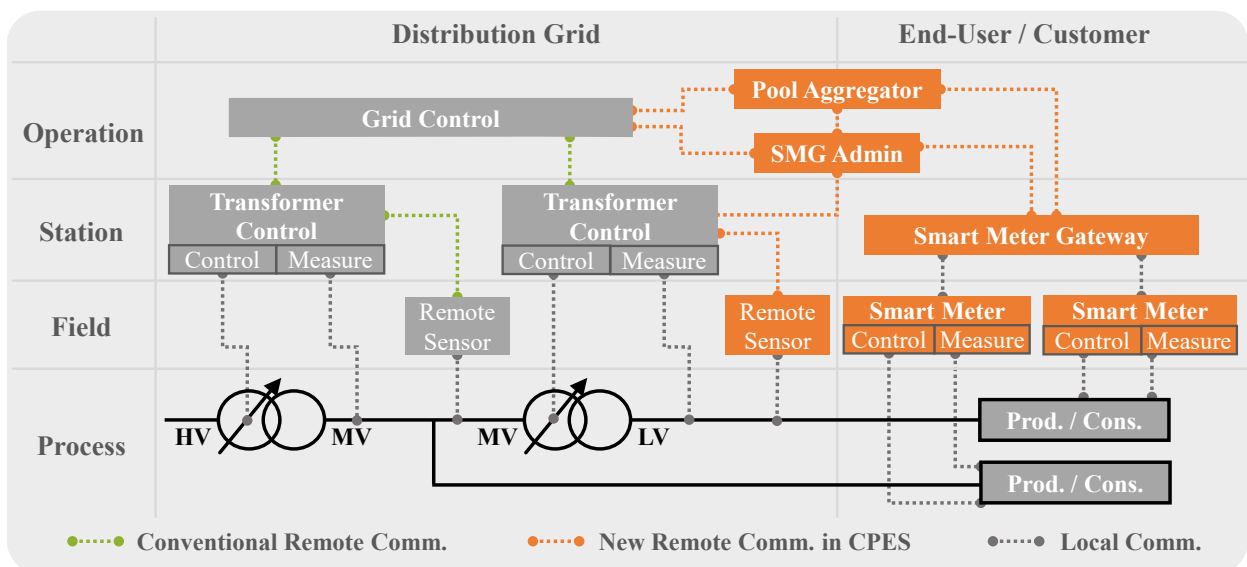 Distribution Grid
End-User / Customer
Operation
Grid Control
Pool Aggregator
SMG Admin
Station
Transformer
Control
Control
Measure
Transformer
Control
Control
Measure
Smart Meter Gateway
Field
Remote
Sensor
Remote
Sensor
Smart Meter
Control
Measure
Smart Meter
Control
Measure
Process
HV
MV
MV
LV
Prod. / Cons.
Prod. / Cons.
Conventional Remote Comm.
New Remote Comm. in CPES
Local Comm.